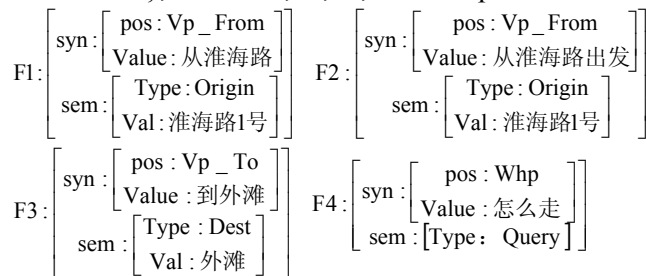 F1: syn: pos: Vp_From Value: 从淮海路 sem: Type: Origin Val: 淮海路1号
F2: syn: pos: Vp_From Value: 从淮海路出发 sem: Type: Origin Val: 淮海路1号
F3: syn: pos: Vp_To Value: 到外滩 sem: Type: Dest Val: 外滩
F4: syn: pos: Whp Value: 怎么走 sem: [Type： Query]